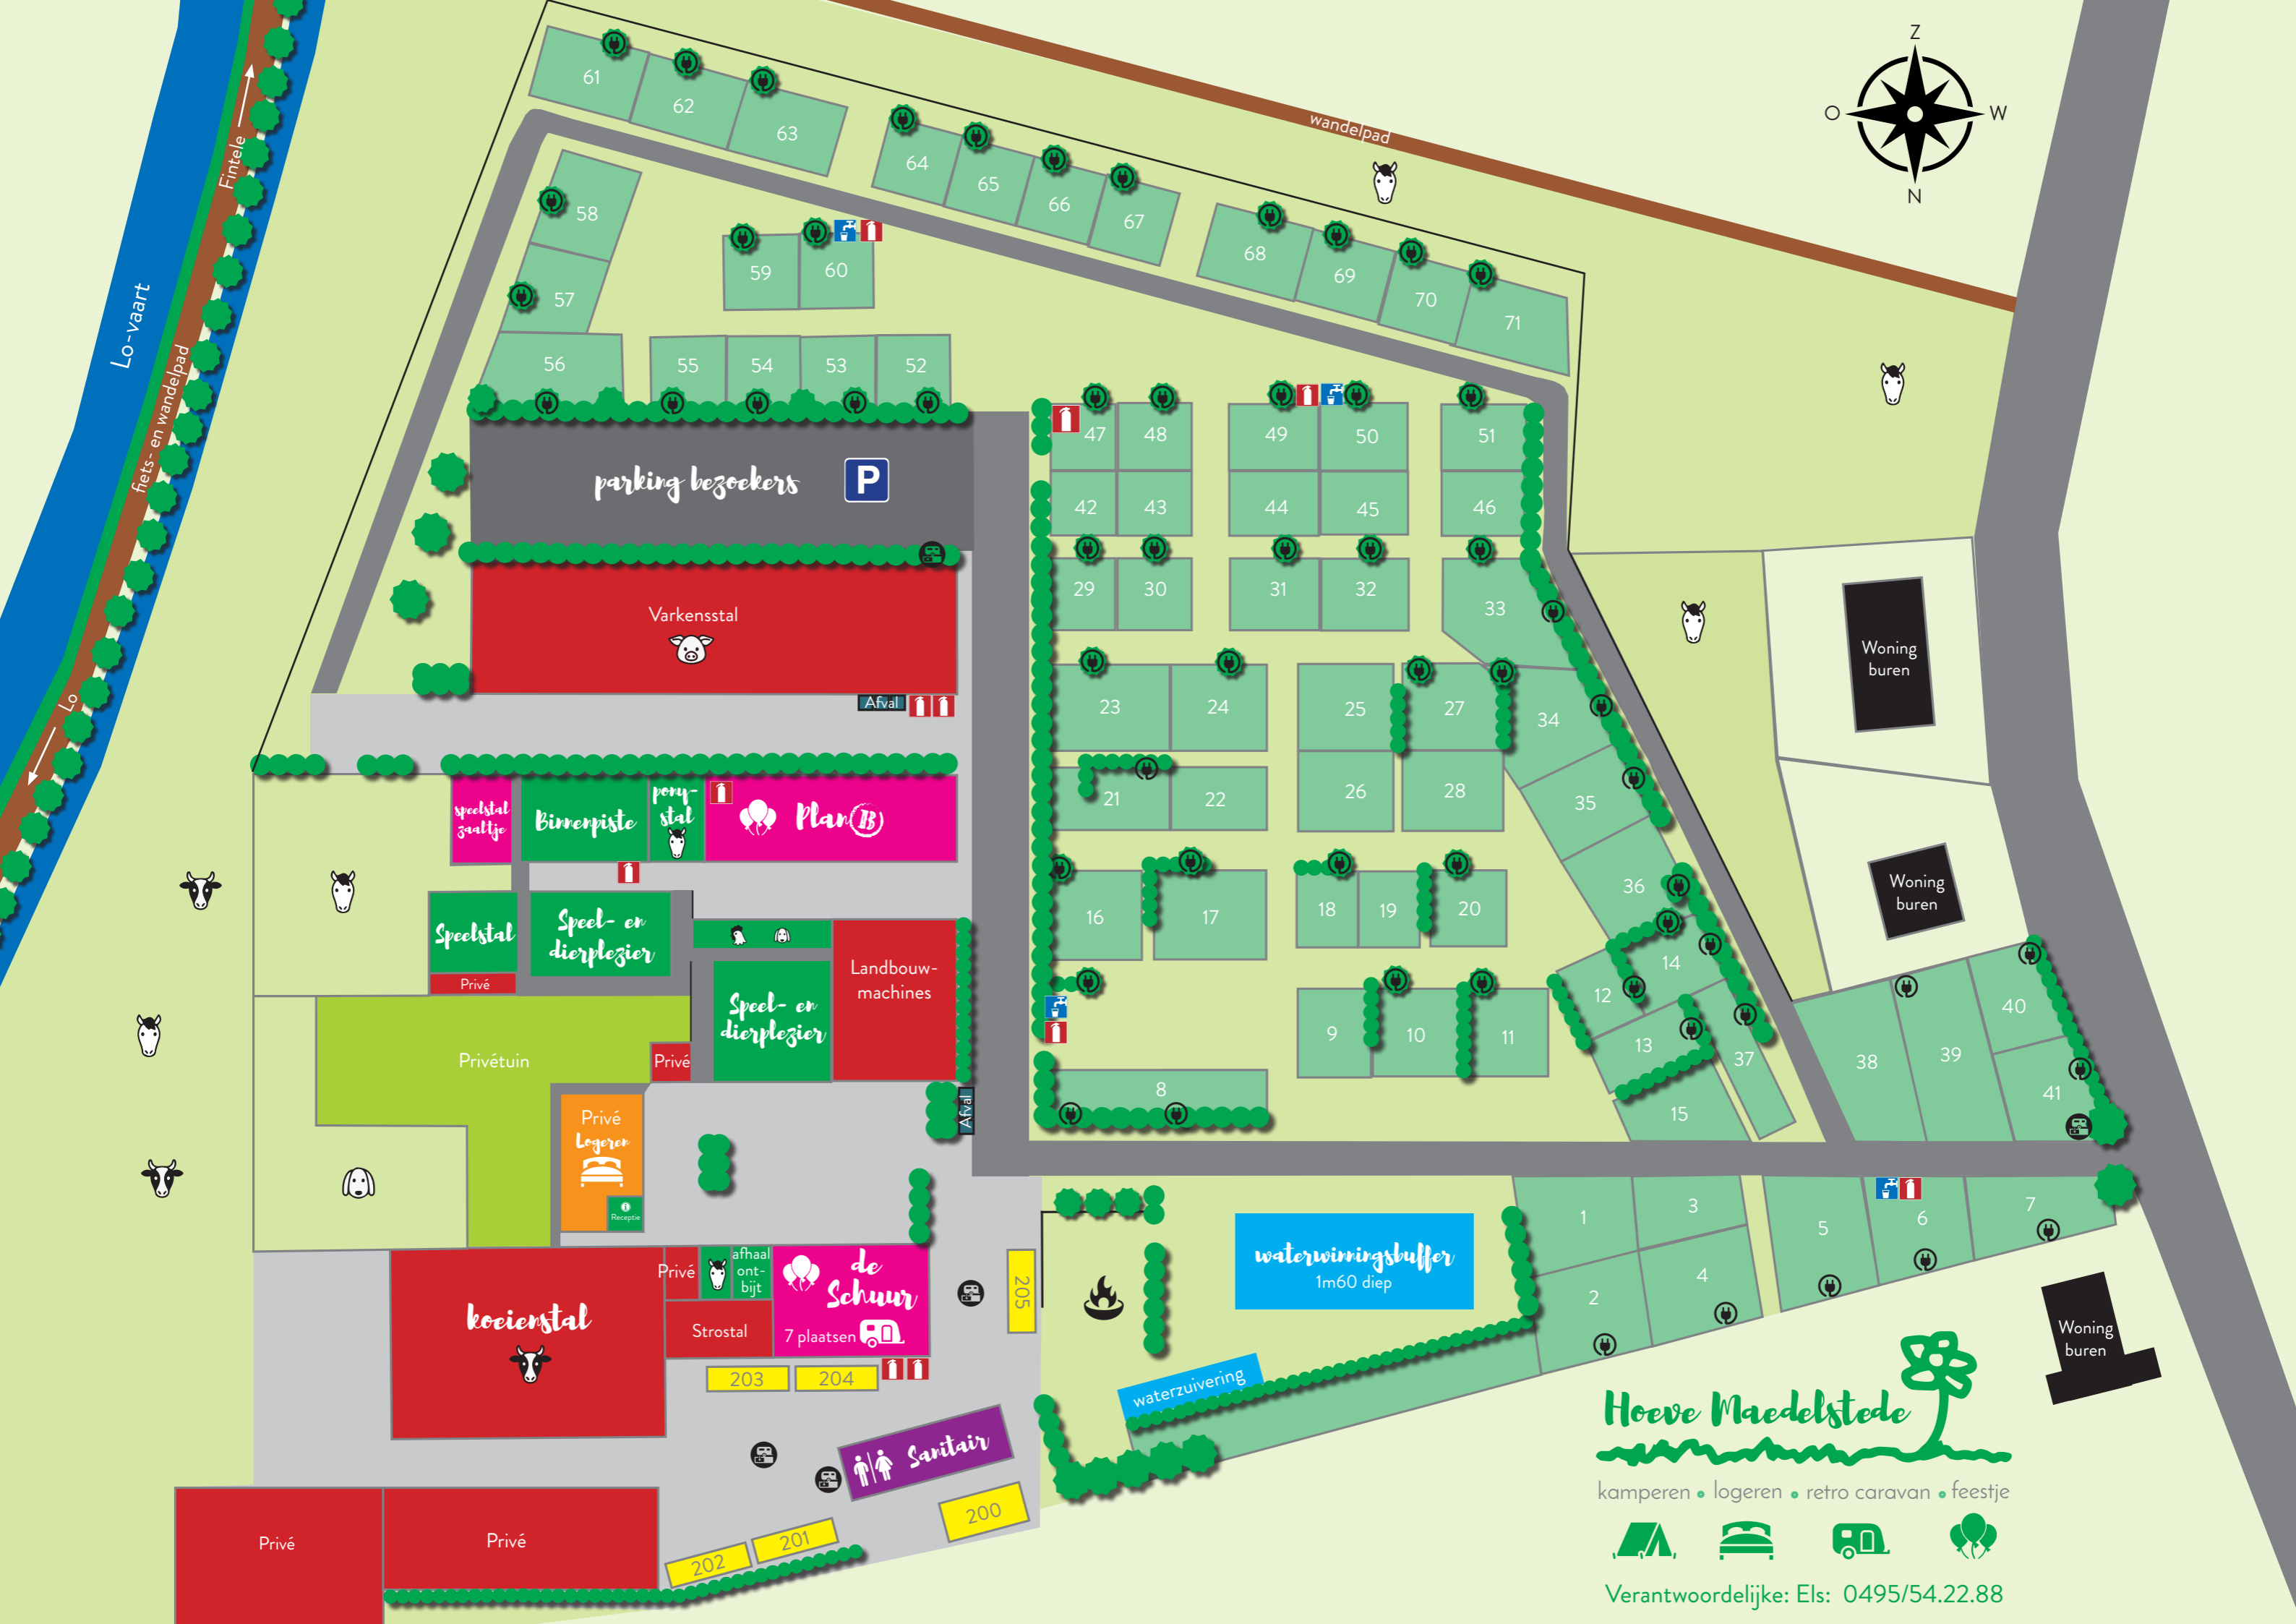 Z
O
W
N
wandelpad
Fintele
Lo-vaart
fiets- en wandelpad
Lo
61
62
63
64
65
66
67
68
69
70
71
58
57
59
60
56
55
54
53
52
47
48
49
50
51
42
43
44
45
46
29
30
31
32
33
23
24
25
27
34
21
22
26
28
35
36
16
17
18
19
20
9
10
11
12
14
13
37
15
8
38
39
40
41
1
3
2
4
5
6
7
parking bezoekers
P
Varkensstal
Afval
speelstal
zaaltje
Binnenpiste
pony-
stal
Plan B
Speelstal
Privé
Speel- en
dierplezier
Speel- en
dierplezier
Landbouw-
machines
Privétuin
Privé
Privé
Logeren
i
Receptie
Afval
koeienstal
Privé
afhaal
ont-
bijt
Strostal
de
Schuur
7 plaatsen
205
203
204
Sanitair
200
201
202
Privé
Privé
waterwinningsbuffer
1m60 diep
waterzuivering
Woning
buren
Woning
buren
Woning
buren
Hoeve Maedelstede
kamperen • logeren • retro caravan • feestje
Verantwoordelijke: Els: 0495/54.22.88